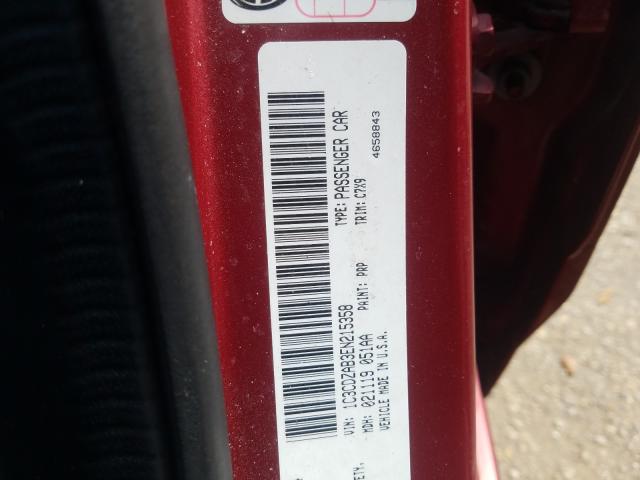 VIN: 1C3CDZAB3EN215358 TYPE: PASSENGER CAR
MDH: 021119 051AA PAINT: PRP TRIM: C7X9
VEHICLE MADE IN U.S.A. 4658843